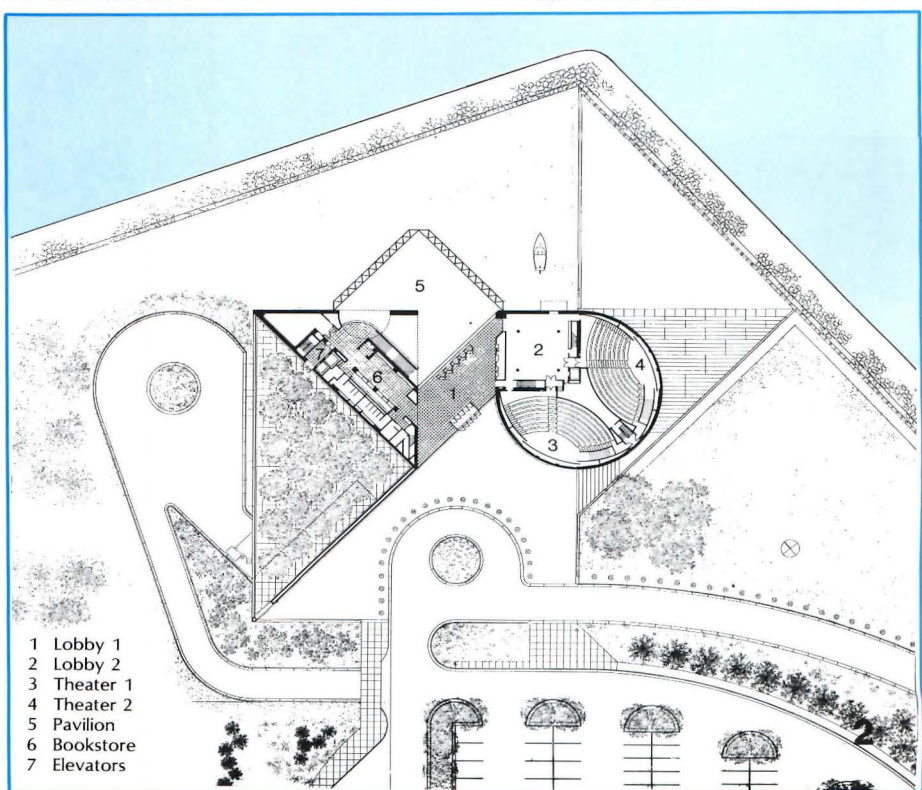 5
2
7
6
4
1
3
1 Lobby 1
2 Lobby 2
3 Theater 1
4 Theater 2
5 Pavilion
6 Bookstore
7 Elevators
2